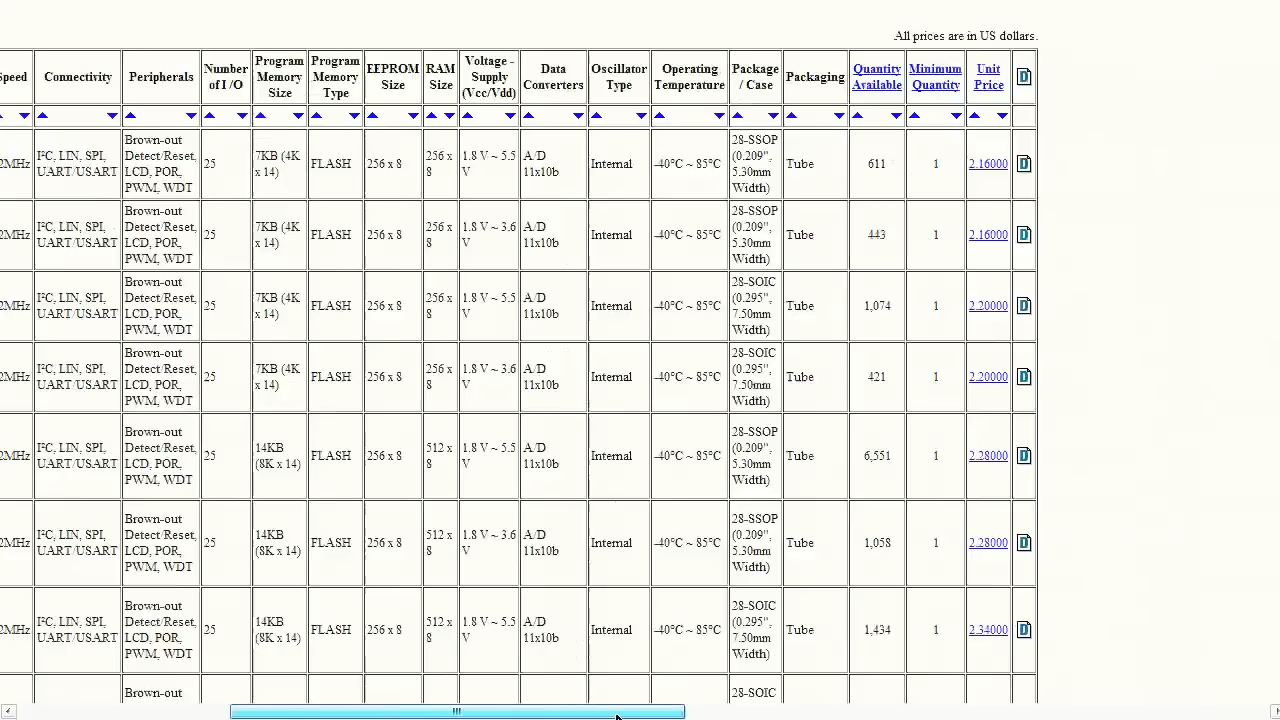 All prices are in US dollars.
Speed Connectivity Peripherals Number of I /O Program Memory Size Program Memory Type EEPROM Size RAM Size Voltage - Supply (Vcc/Vdd) Data Converters Oscillator Type Operating Temperature Package / Case Packaging Quantity Available Minimum Quantity Unit Price
2MHz I²C, LIN, SPI, UART/USART Brown-out Detect/Reset, LCD, POR, PWM, WDT 25 7KB (4K x 14) FLASH 256 x 8 256 x 8 1.8 V ~ 5.5 V A/D 11x10b Internal -40°C ~ 85°C 28-SSOP (0.209", 5.30mm Width) Tube 611 1 2.16000
2MHz I²C, LIN, SPI, UART/USART Brown-out Detect/Reset, LCD, POR, PWM, WDT 25 7KB (4K x 14) FLASH 256 x 8 256 x 8 1.8 V ~ 3.6 V A/D 11x10b Internal -40°C ~ 85°C 28-SSOP (0.209", 5.30mm Width) Tube 443 1 2.16000
2MHz I²C, LIN, SPI, UART/USART Brown-out Detect/Reset, LCD, POR, PWM, WDT 25 7KB (4K x 14) FLASH 256 x 8 256 x 8 1.8 V ~ 5.5 V A/D 11x10b Internal -40°C ~ 85°C 28-SOIC (0.295", 7.50mm Width) Tube 1,074 1 2.20000
2MHz I²C, LIN, SPI, UART/USART Brown-out Detect/Reset, LCD, POR, PWM, WDT 25 7KB (4K x 14) FLASH 256 x 8 256 x 8 1.8 V ~ 3.6 V A/D 11x10b Internal -40°C ~ 85°C 28-SOIC (0.295", 7.50mm Width) Tube 421 1 2.20000
2MHz I²C, LIN, SPI, UART/USART Brown-out Detect/Reset, LCD, POR, PWM, WDT 25 14KB (8K x 14) FLASH 256 x 8 512 x 8 1.8 V ~ 5.5 V A/D 11x10b Internal -40°C ~ 85°C 28-SSOP (0.209", 5.30mm Width) Tube 6,551 1 2.28000
2MHz I²C, LIN, SPI, UART/USART Brown-out Detect/Reset, LCD, POR, PWM, WDT 25 14KB (8K x 14) FLASH 256 x 8 512 x 8 1.8 V ~ 3.6 V A/D 11x10b Internal -40°C ~ 85°C 28-SSOP (0.209", 5.30mm Width) Tube 1,058 1 2.28000
2MHz I²C, LIN, SPI, UART/USART Brown-out Detect/Reset, LCD, POR, PWM, WDT 25 14KB (8K x 14) FLASH 256 x 8 512 x 8 1.8 V ~ 5.5 V A/D 11x10b Internal -40°C ~ 85°C 28-SOIC (0.295", 7.50mm Width) Tube 1,434 1 2.34000
Brown-out 28-SOIC